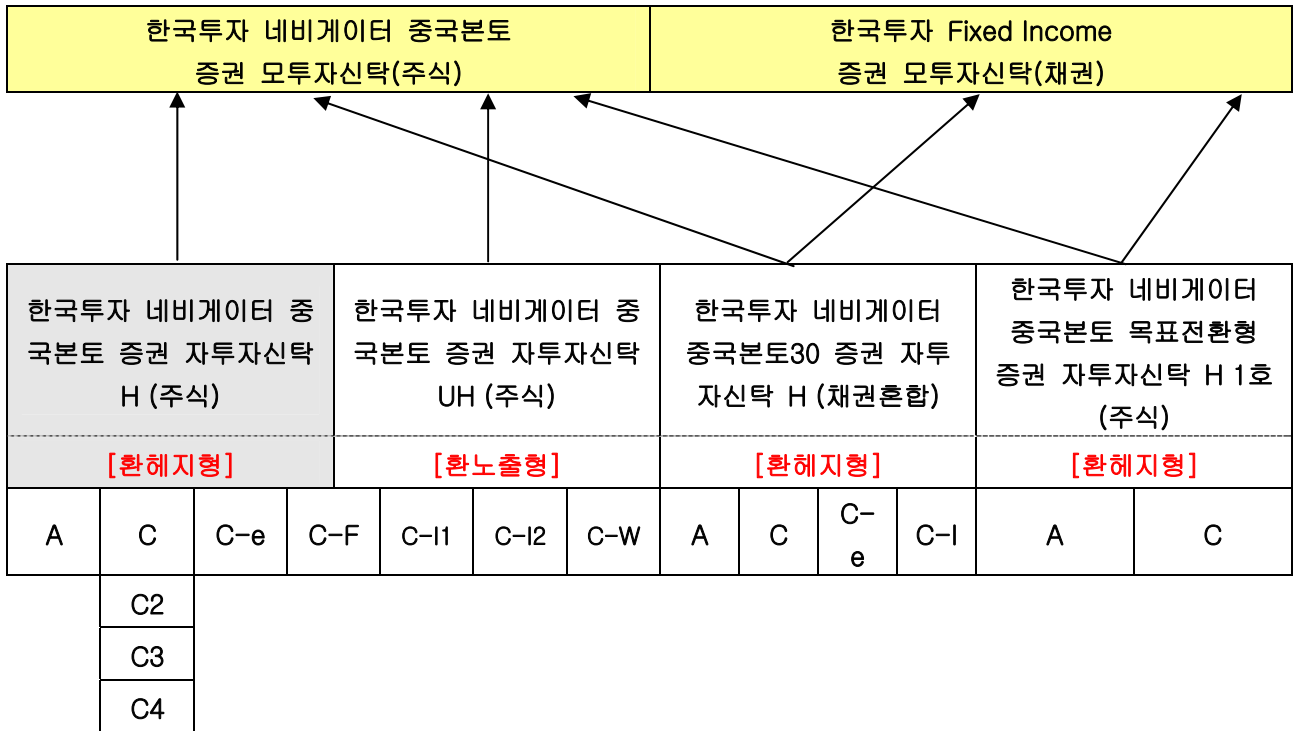 한국투자 네비게이터 중국본토
증권 모투자신탁(주식)
한국투자 Fixed Income
증권 모투자신탁(채권)
한국투자 네비게이터 중
국본토 증권 자투자신탁
H (주식)
한국투자 네비게이터 중
국본토 증권 자투자신탁
UH (주식)
한국투자 네비게이터
중국본토30 증권 자투
자신탁 H (채권혼합)
한국투자 네비게이터
중국본토 목표전환형
증권 자투자신탁 H 1호
(주식)
[환헤지형]
[환노출형]
[환헤지형]
[환헤지형]
A
C
C-e
C-F
C-I1
C-I2
C-W
A
C
C-
e
C-I
A
C
C2
C3
C4